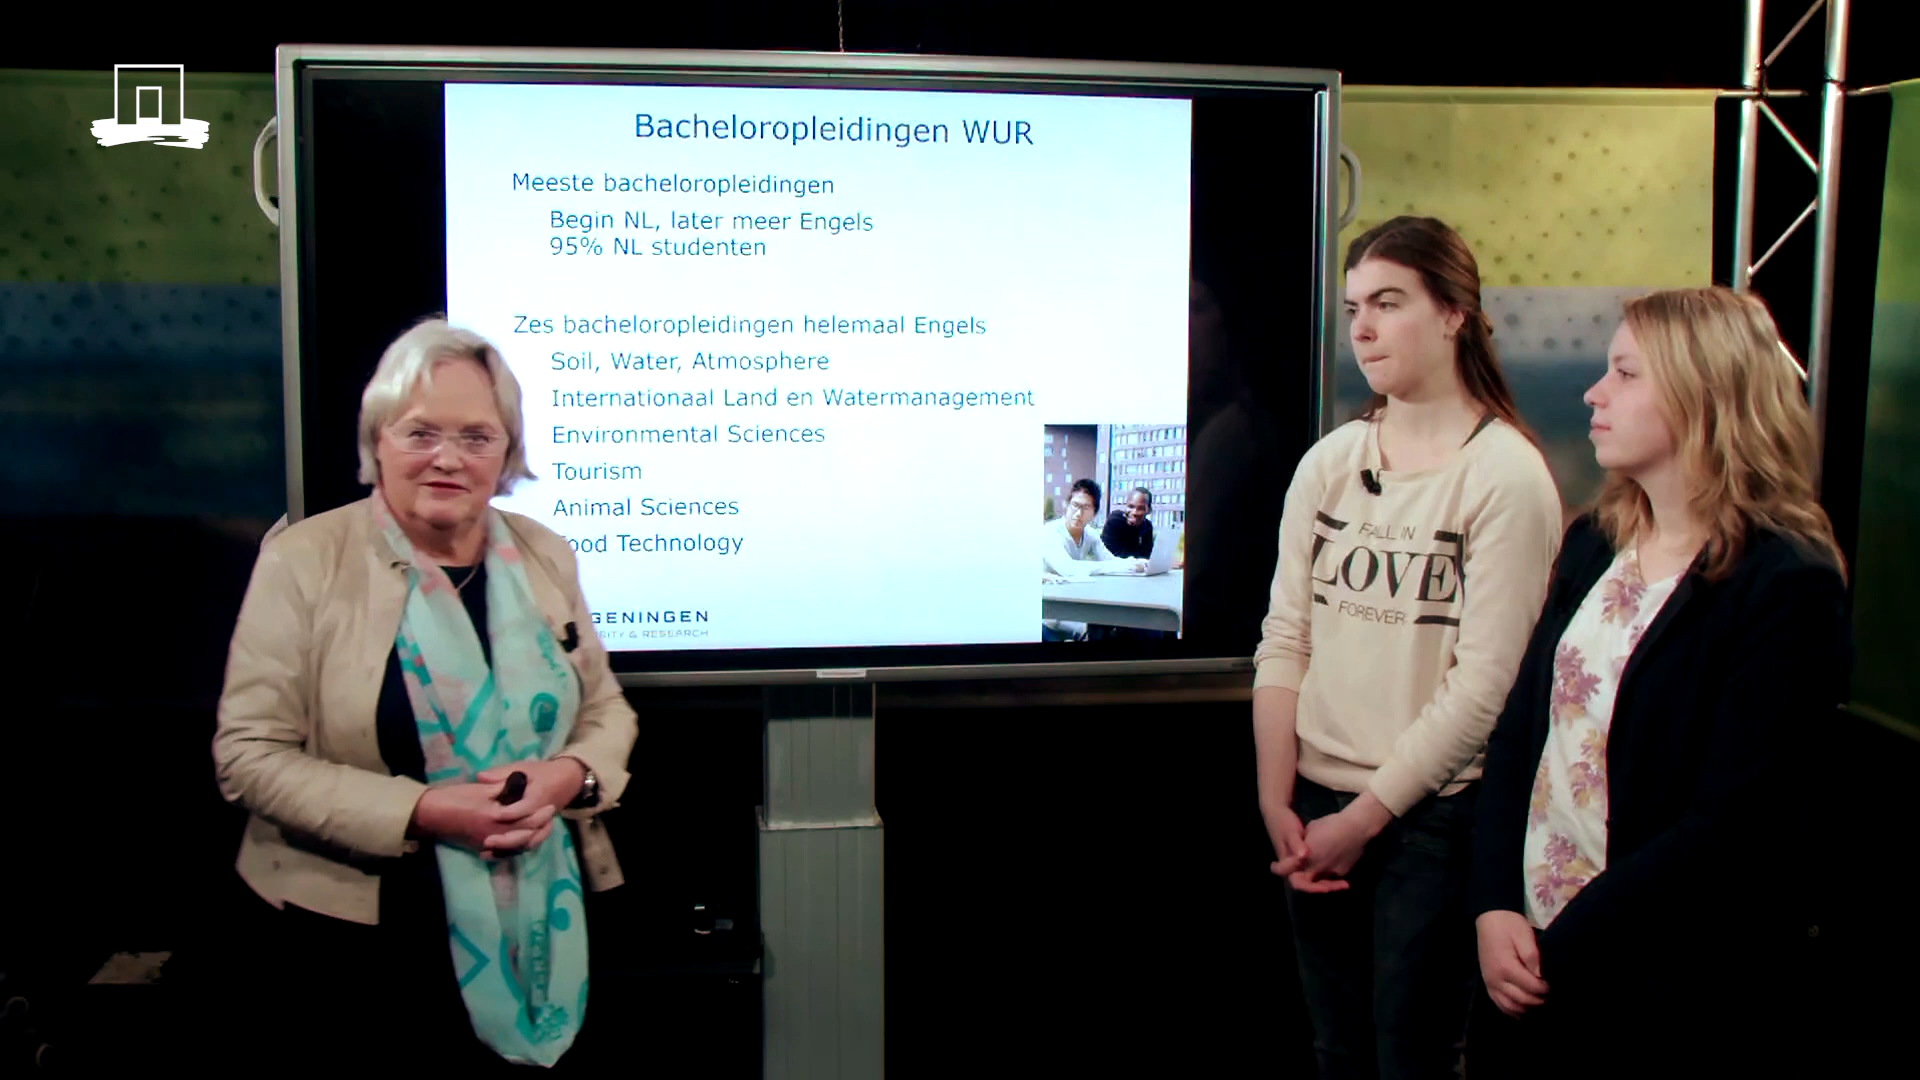 Bacheloropleidingen WUR
Meeste bacheloropleidingen
Begin NL, later meer Engels
95% NL studenten
Zes bacheloropleidingen helemaal Engels
Soil, Water, Atmosphere
Internationaal Land en Watermanagement
Environmental Sciences
Tourism
Animal Sciences
ood Technology
GENINGEN
SITY & RESEARCH
FALL IN
LOVE
FOREVER